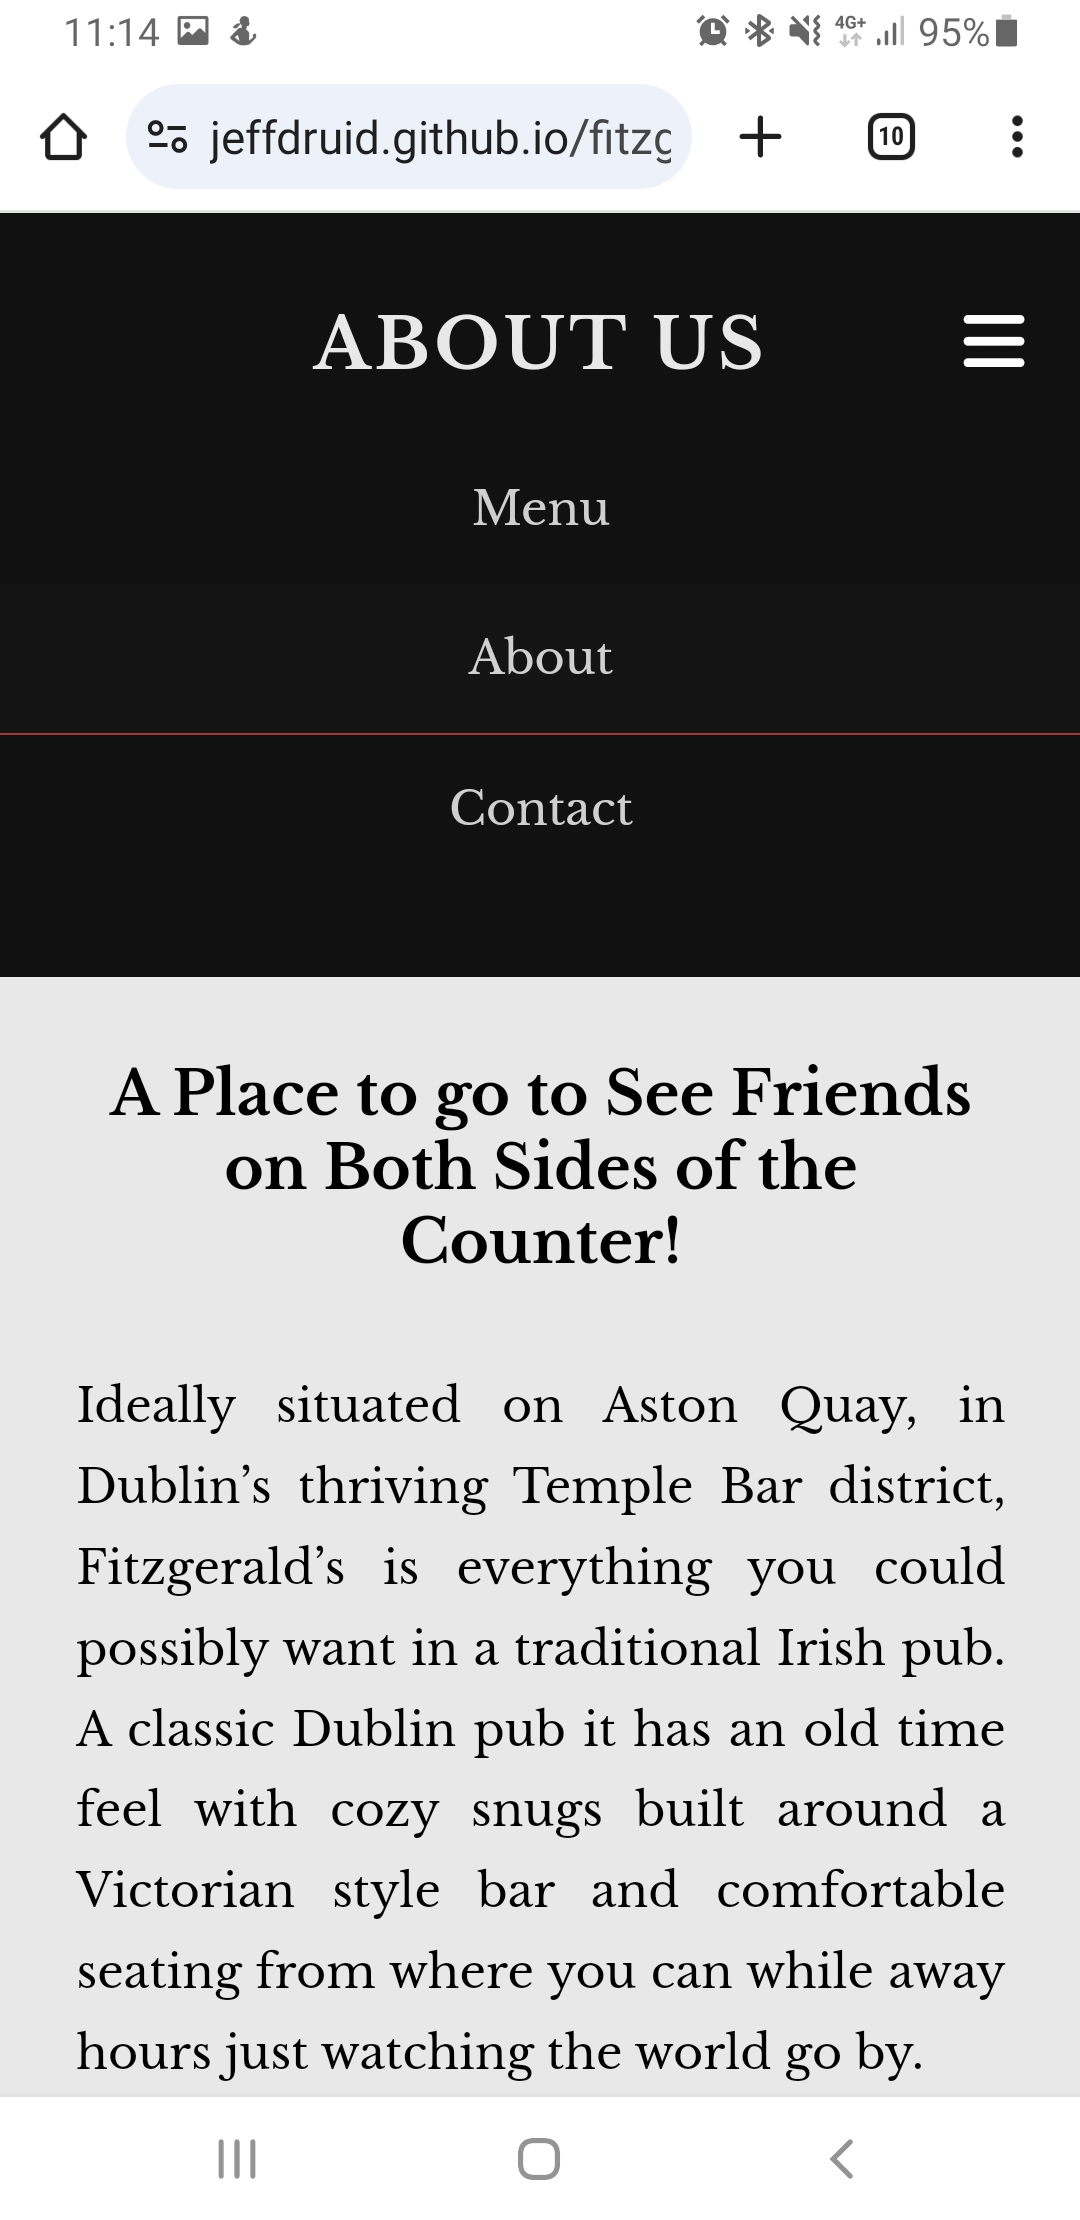 11:14
4G+ 95%
jeffdruid.github.io/fitzg
10
ABOUT US
Menu
About
Contact
A Place to go to See Friends
on Both Sides of the
Counter!
Ideally situated on Aston Quay, in
Dublin’s thriving Temple Bar district,
Fitzgerald’s is everything you could
possibly want in a traditional Irish pub.
A classic Dublin pub it has an old time
feel with cozy snugs built around a
Victorian style bar and comfortable
seating from where you can while away
hours just watching the world go by.